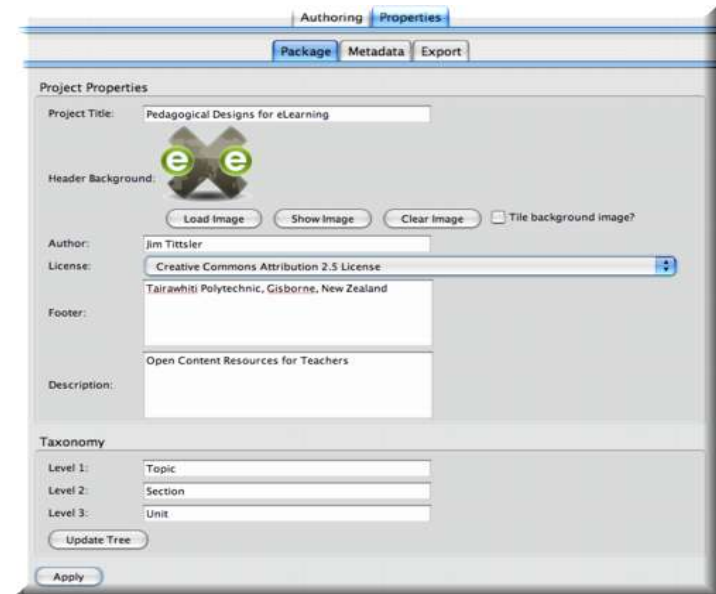 Authoring Properties
Package Metadata Export
Project Properties
Project Title: Pedagogical Designs for eLearning
e e
Header Background:
Load Image Show Image Clear Image Tile background image?
Author: Jim Tittsler
License: Creative Commons Attribution 2.5 License
Tairawhiti Polytechnic, Gisborne, New Zealand
Footer:
Open Content Resources for Teachers
Description:
Taxonomy
Level 1: Topic
Level 2: Section
Level 3: Unit
Update Tree
Apply